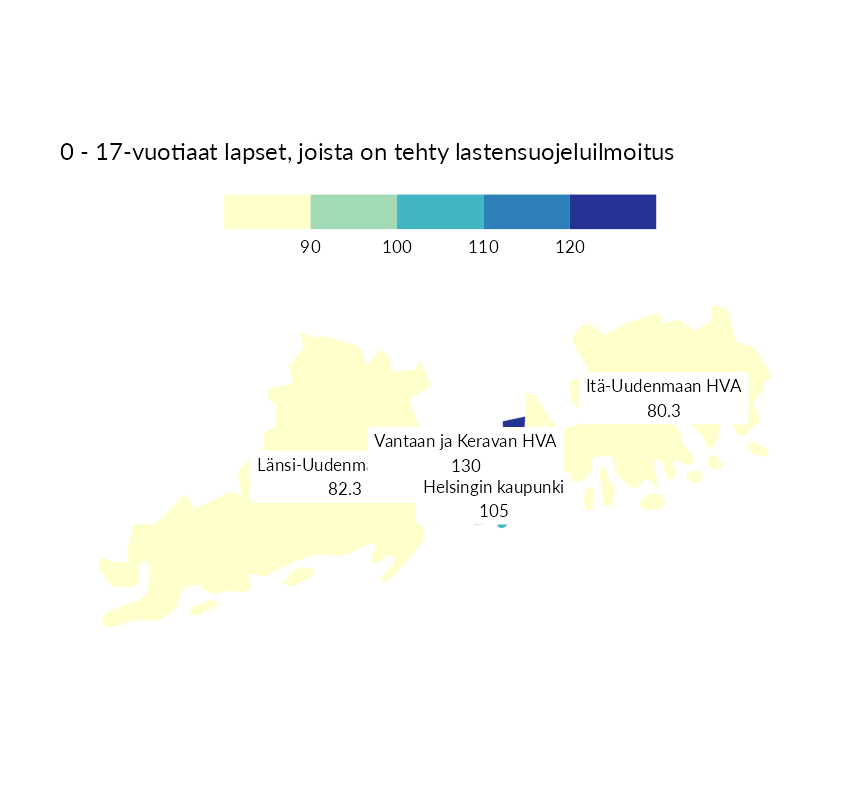 0 - 17-vuotiaat lapset, joista on tehty lastensuojeluilmoitus
90 100 110 120
Itä-Uudenmaan HVA
80.3
Vantaan ja Keravan HVA
130
Länsi-Uudenma
82.3
Helsingin kaupunki
105